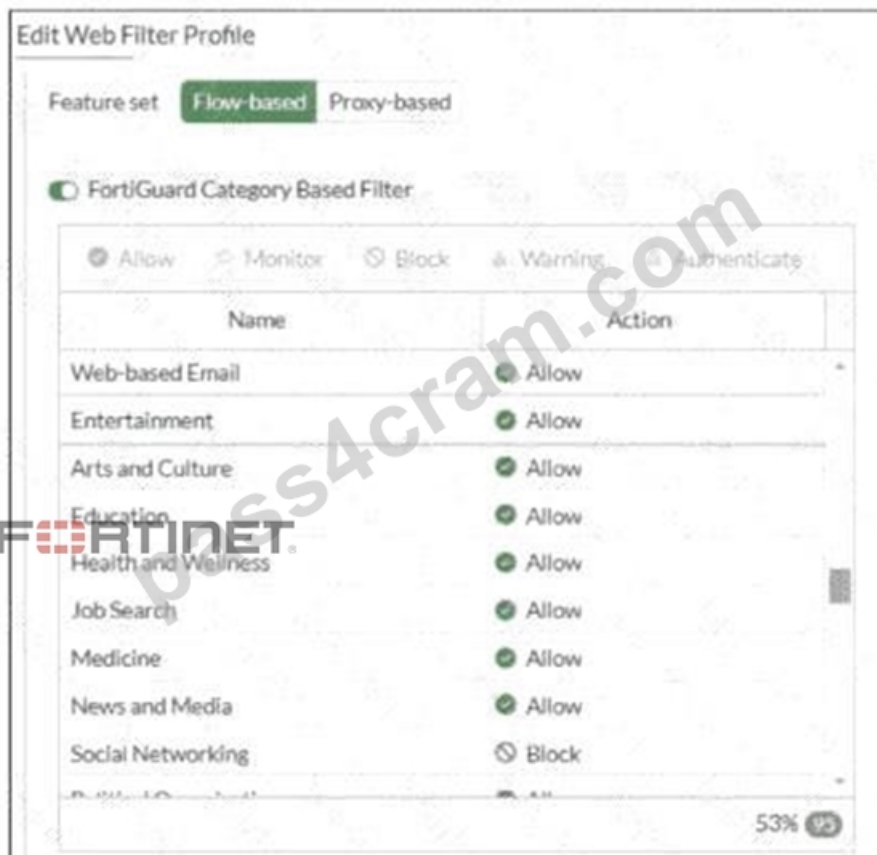 Edit Web Filter Profile
Feature set Flow-based Proxy-based
FortiGuard Category Based Filter
Allow Monitor Block Warning Authenticate
Name Action
Web-based Email Allow
Entertainment Allow
Arts and Culture Allow
Education Allow
FORTINET
Health and Wellness Allow
Job Search Allow
Medicine Allow
News and Media Allow
Social Networking Block
53% 95
pass4cram.com